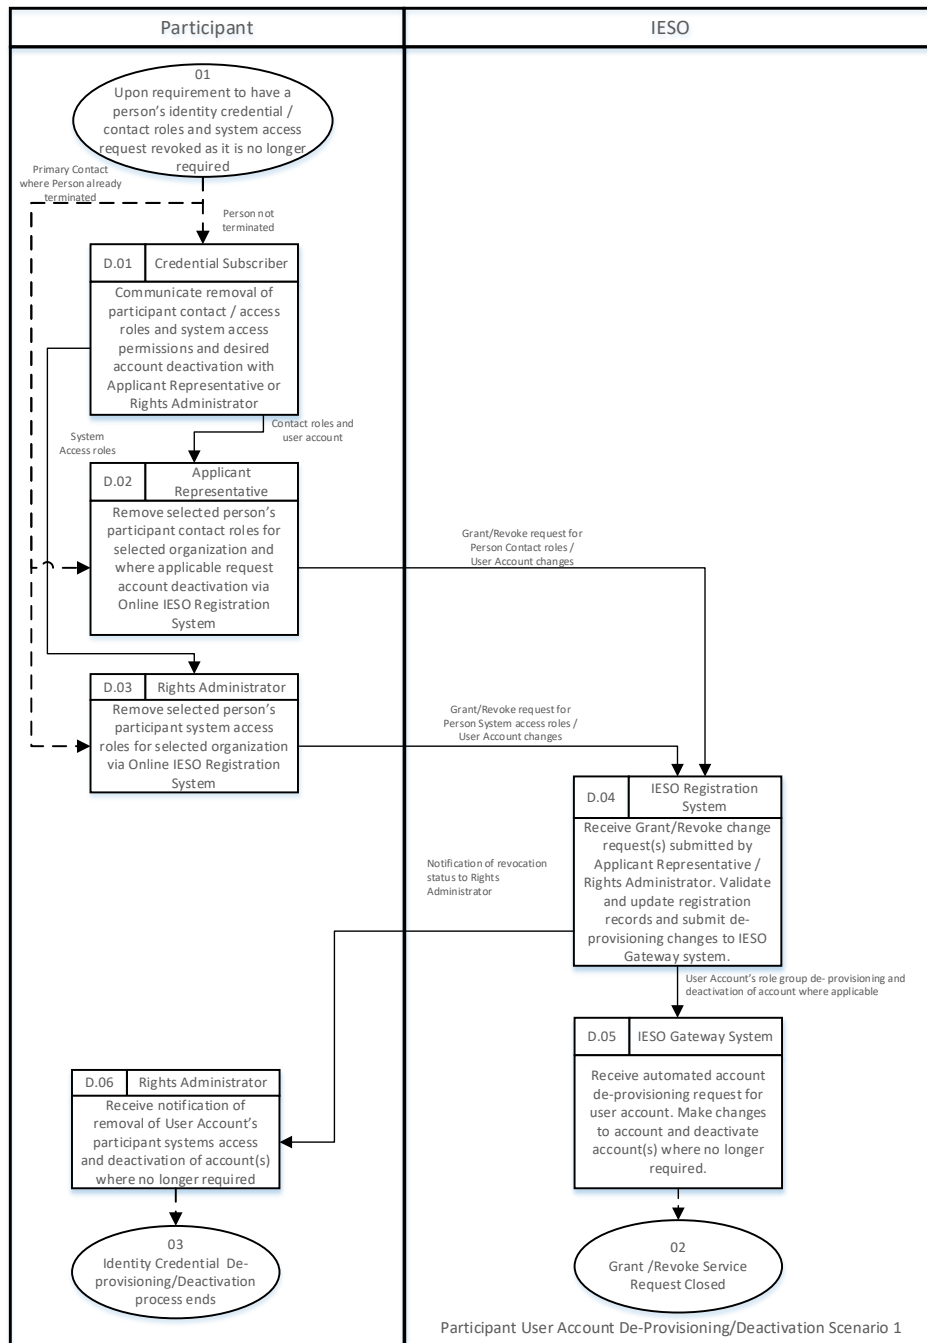 Participant
IESO
01
Upon requirement to have a
person's identity credential /
contact roles and system access
request revoked as it is no longer
required
Primary Contact
where Person already
terminated
Person not
terminated
D.01
Credential Subscriber
Communicate removal of
participant contact / access
roles and system access
permissions and desired
account deactivation with
Applicant Representative or
Rights Administrator
System
Access roles
Contact roles and
user account
D.02
Applicant
Representative
Remove selected person's
participant contact roles for
selected organization and
where applicable request
account deactivation via
Online IESO Registration
System
Grant/Revoke request for
Person Contact roles /
User Account changes
D.03
Rights Administrator
Remove selected person's
participant system access
roles for selected organization
via Online IESO Registration
System
Grant/Revoke request for
Person System access roles /
User Account changes
D.04
IESO Registration
System
Receive Grant/Revoke change
request(s) submitted by
Applicant Representative /
Rights Administrator. Validate
and update registration
records and submit de-
provisioning changes to IESO
Gateway system.
Notification of revocation
status to Rights
Administrator
User Account's role group de- provisioning and
deactivation of account where applicable
D.05
IESO Gateway System
Receive automated account
de-provisioning request for
user account. Make changes
to account and deactivate
account(s) where no longer
required.
D.06
Rights Administrator
Receive notification of
removal of User Account's
participant systems access
and deactivation of account(s)
where no longer required
03
Identity Credential De-
provisioning/Deactivation
process ends
02
Grant /Revoke Service
Request Closed
Participant User Account De-Provisioning/Deactivation Scenario 1